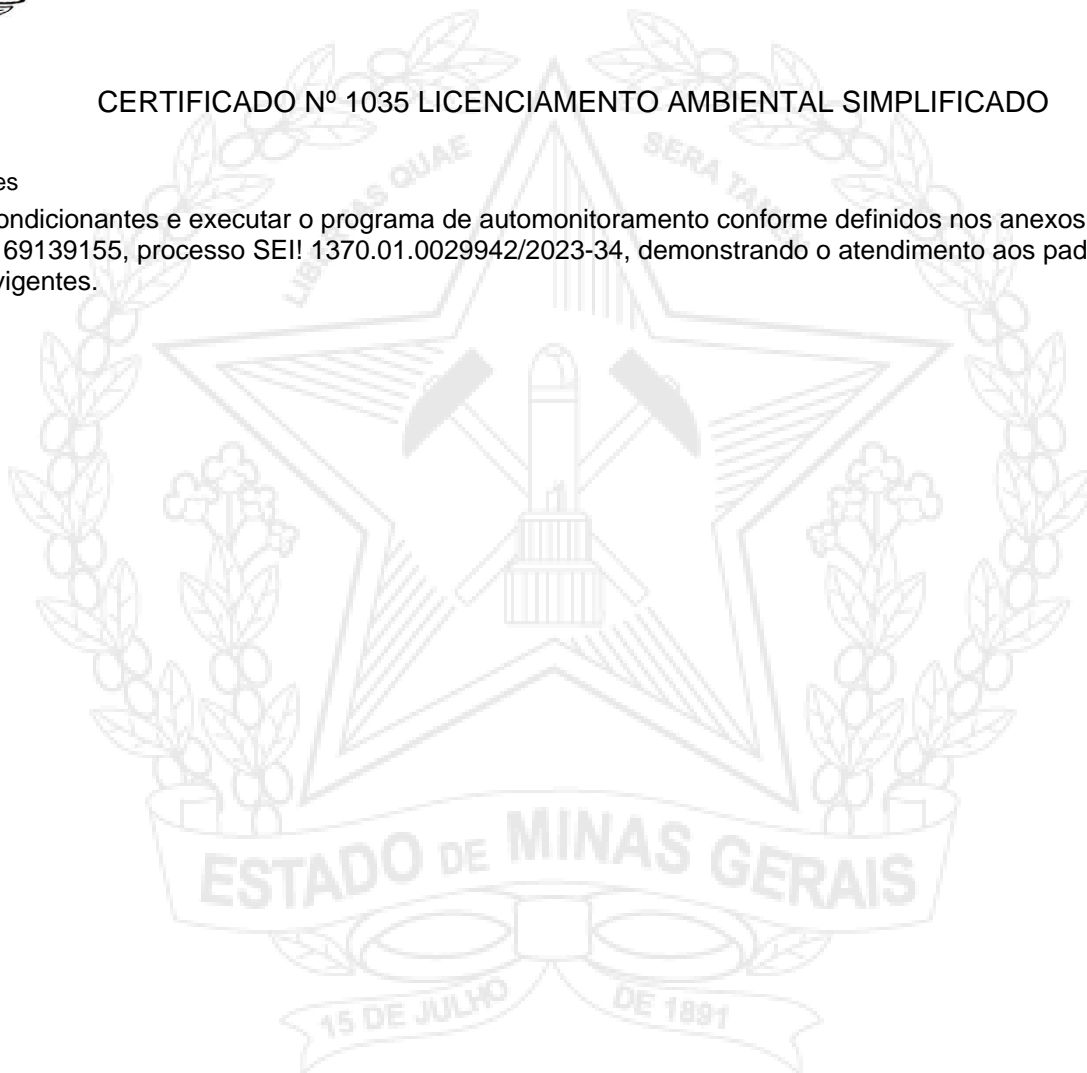 CERTIFICADO Nº 1035 LICENCIAMENTO AMBIENTAL SIMPLIFICADO
es
ondicionantes e executar o programa de automonitoramento conforme definidos nos anexos
69139155, processo SEI! 1370.01.0029942/2023-34, demonstrando o atendimento aos pad
vigentes.
LIBERTAS QUAE SERA TAMEN
ESTADO DE MINAS GERAIS
15 DE JULHO DE 1891